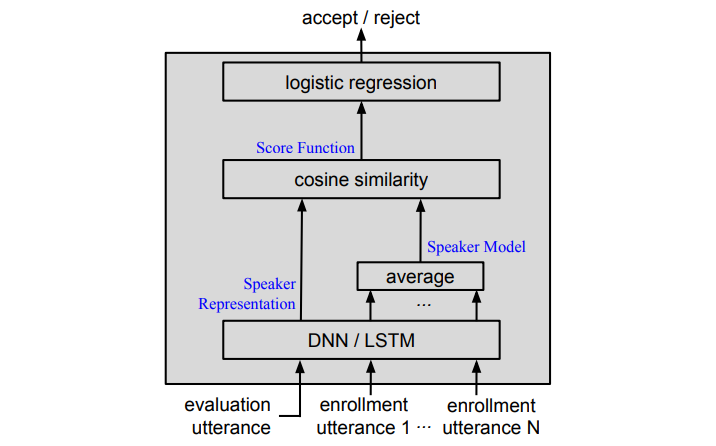 accept / reject
logistic regression
Score Function
cosine similarity
Speaker Model
average
Speaker
Representation
...
DNN / LSTM
evaluation
utterance
enrollment
utterance 1
...
enrollment
utterance N